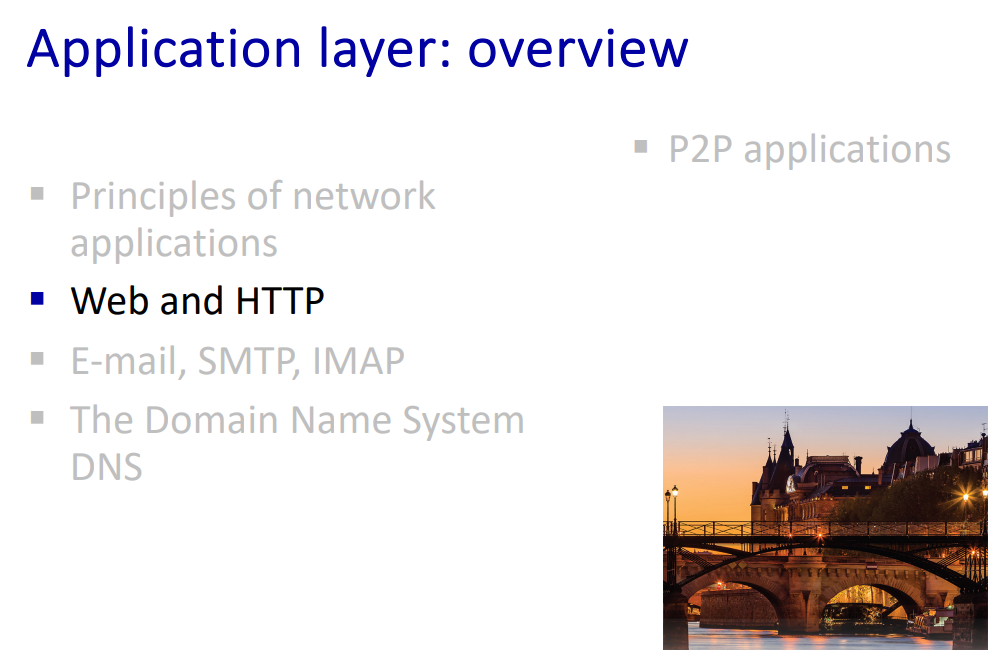 Application layer: overview
Principles of network
applications
Web and HTTP
E-mail, SMTP, IMAP
The Domain Name System
DNS
P2P applications